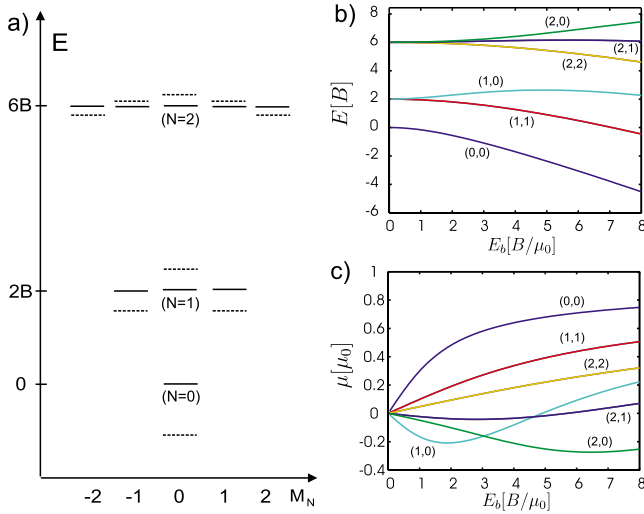 a)
E
6B
(N=2)
2B
(N=1)
0
(N=0)
-2 -1 0 1 2 M_N
b)
E[B]
8
6
4
2
0
-2
-4
-6
(2,0)
(2,1)
(2,2)
(1,0)
(1,1)
(0,0)
0 1 2 3 4 5 6 7 8
E_b[B/μ_0]
c)
μ[μ_0]
1
0.8
0.6
0.4
0.2
0
-0.2
-0.4
(0,0)
(1,1)
(2,2)
(2,1)
(1,0)
(2,0)
0 1 2 3 4 5 6 7 8
E_b[B/μ_0]